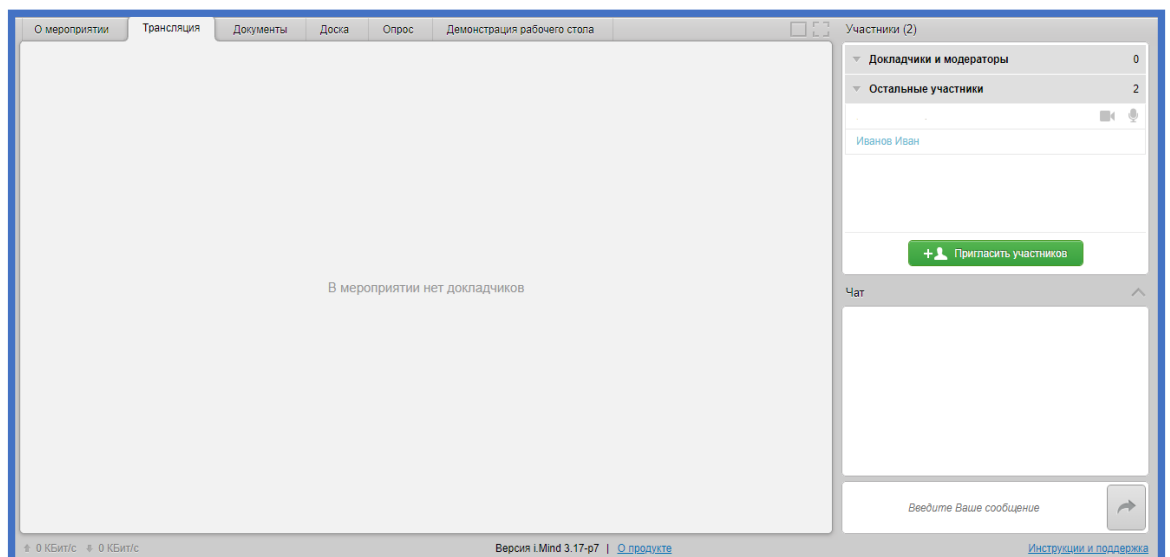 О мероприятии
Трансляция
Документы
Доска
Опрос
Демонстрация рабочего стола
В мероприятии нет докладчиков
Участники (2)
Докладчики и модераторы 0
Остальные участники 2
Иванов Иван
Пригласить участников
Чат
Введите Ваше сообщение
0 КБит/с 0 КБит/с
Версия i.Mind 3.17-p7 | О продукте
Инструкции и поддержка